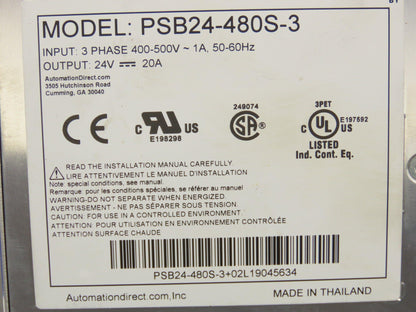 MODEL: PSB24-480S-3
INPUT: 3 PHASE 400-500V ~ 1A, 50-60Hz
OUTPUT: 24V ⎓ 20A
AutomationDirect.com
3505 Hutchinson Road
Cumming, GA 30040
CE
C RU US
E198298
249074
SA
C US
3PET
C UL US
E197592
LISTED
Ind. Cont. Eq.
READ THE INSTALLATION MANUAL CAREFULLY.
LIRE ATTENTIVEMENT LE MANUEL D'INSTALLATION
Note: special conditions, see manual.
Remarque: pour les conditions spéciales, se référer au manuel
WARNING-DO NOT SEPARATE WHEN ENERGIZED.
AVERTISSEMENT - NE PAS DÉCONNECTER SOUS TENSION.
CAUTION: FOR USE IN A CONTROLLED ENVIRONMENT.
ATTENTION: POUR UTILISATION EN ENVIRONNEMENT CONTRÔLÉE
ATTENTION SURFACE CHAUDE
PSB24-480S-3+02L19045634
AutomationDirect.com,Inc
MADE IN THAILAND